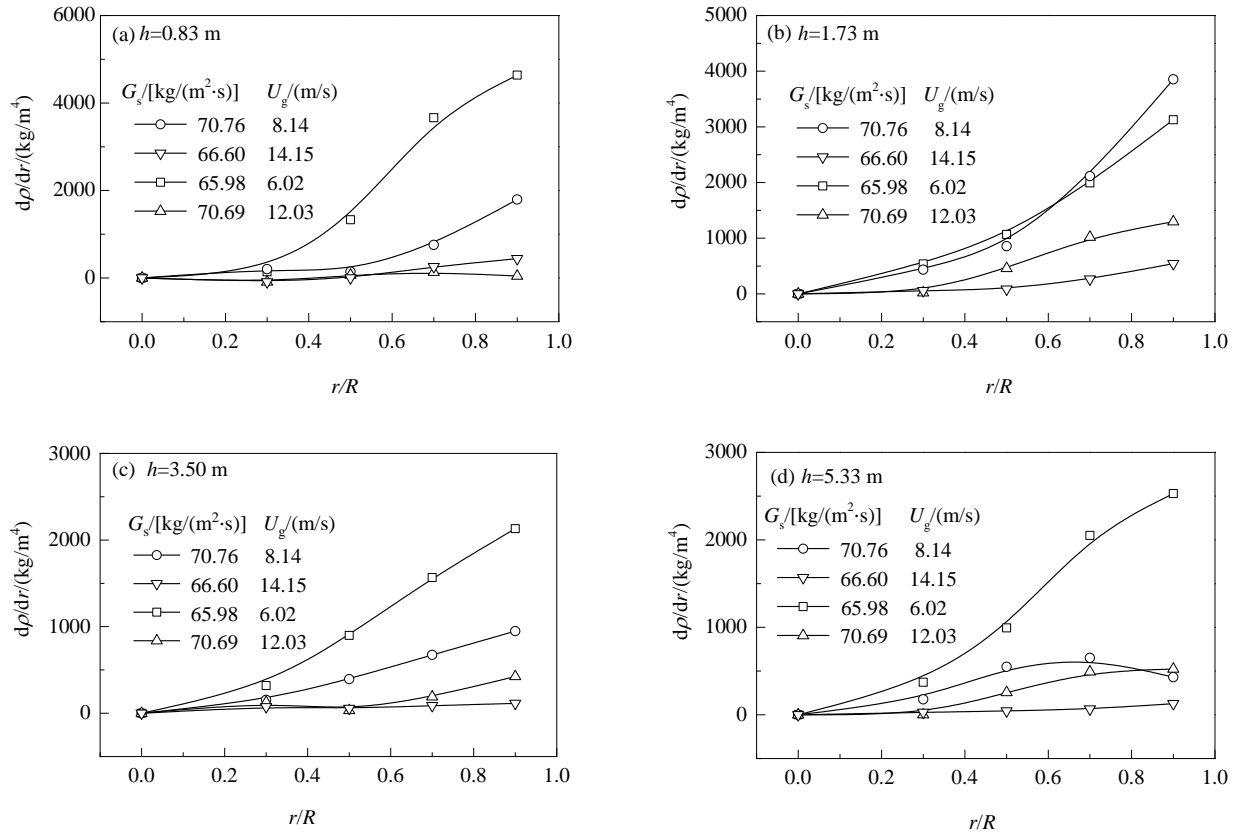 (a) h=0.83 m
G_s/[kg/(m²·s)] U_g/(m/s)
70.76 8.14
66.60 14.15
65.98 6.02
70.69 12.03
6000
4000
2000
0
dρ/dr/(kg/m⁴)
0.0 0.2 0.4 0.6 0.8 1.0
r/R
(b) h=1.73 m
G_s/[kg/(m²·s)] U_g/(m/s)
70.76 8.14
66.60 14.15
65.98 6.02
70.69 12.03
5000
4000
3000
2000
1000
0
dρ/dr/(kg/m⁴)
0.0 0.2 0.4 0.6 0.8 1.0
r/R
(c) h=3.50 m
G_s/[kg/(m²·s)] U_g/(m/s)
70.76 8.14
66.60 14.15
65.98 6.02
70.69 12.03
3000
2000
1000
0
dρ/dr/(kg/m⁴)
0.0 0.2 0.4 0.6 0.8 1.0
r/R
(d) h=5.33 m
G_s/[kg/(m²·s)] U_g/(m/s)
70.76 8.14
66.60 14.15
65.98 6.02
70.69 12.03
3000
2000
1000
0
dρ/dr/(kg/m⁴)
0.0 0.2 0.4 0.6 0.8 1.0
r/R